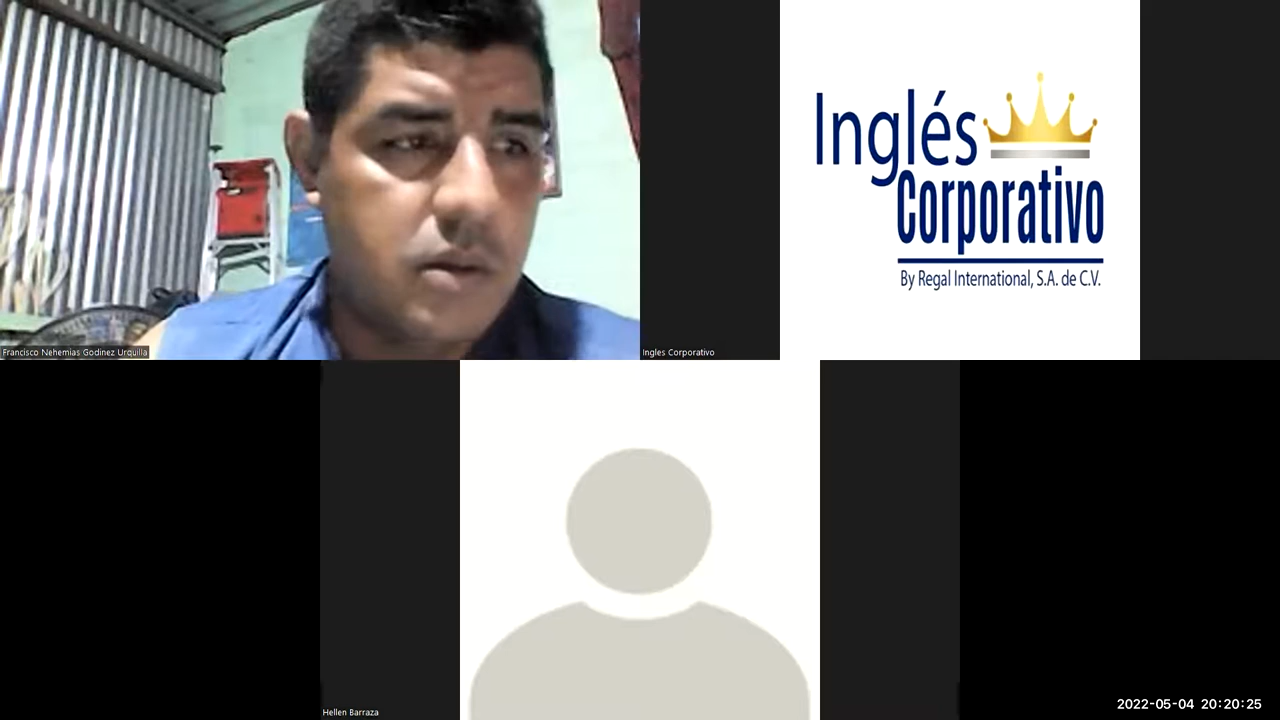 Francisco Nehemias Godinez Urquilla
Inglés
Corporativo
By Regal International, S.A. de C.V.
Ingles Corporativo
Hellen Barraza
2022-05-04 20:20:25